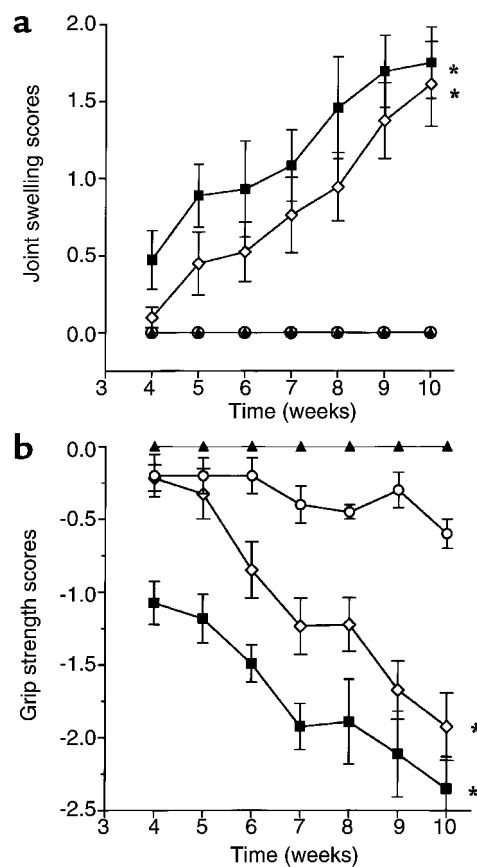 a
Joint swelling scores
2.0
1.5
1.0
0.5
0.0
*
*
3 4 5 6 7 8 9 10
Time (weeks)
b
Grip strength scores
0.0
-0.5
-1.0
-1.5
-2.0
-2.5
*
*
3 4 5 6 7 8 9 10
Time (weeks)